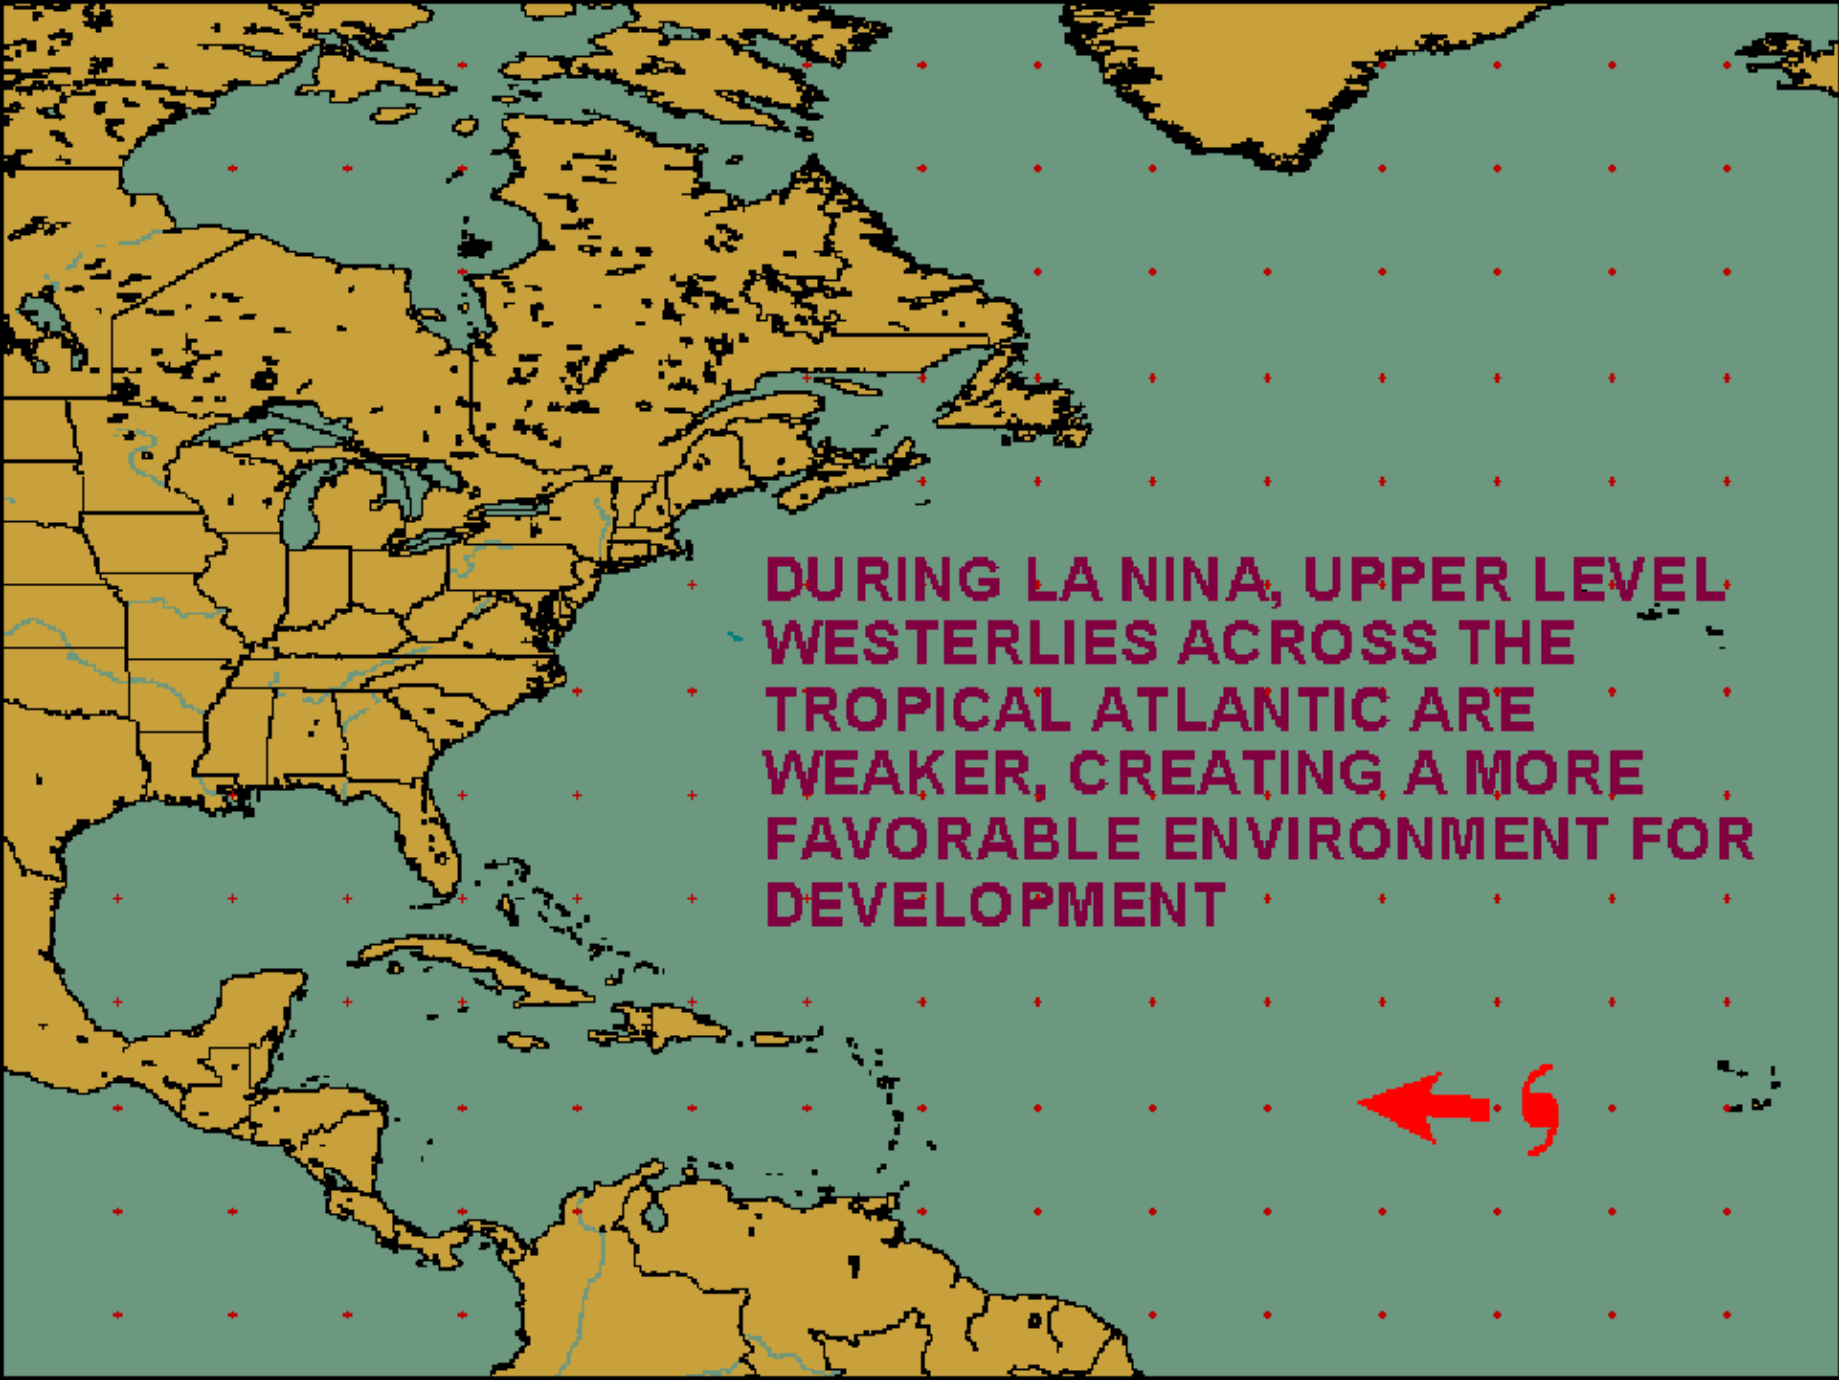 DURING LA NINA, UPPER LEVEL
WESTERLIES ACROSS THE
TROPICAL ATLANTIC ARE
WEAKER, CREATING A MORE
FAVORABLE ENVIRONMENT FOR
DEVELOPMENT